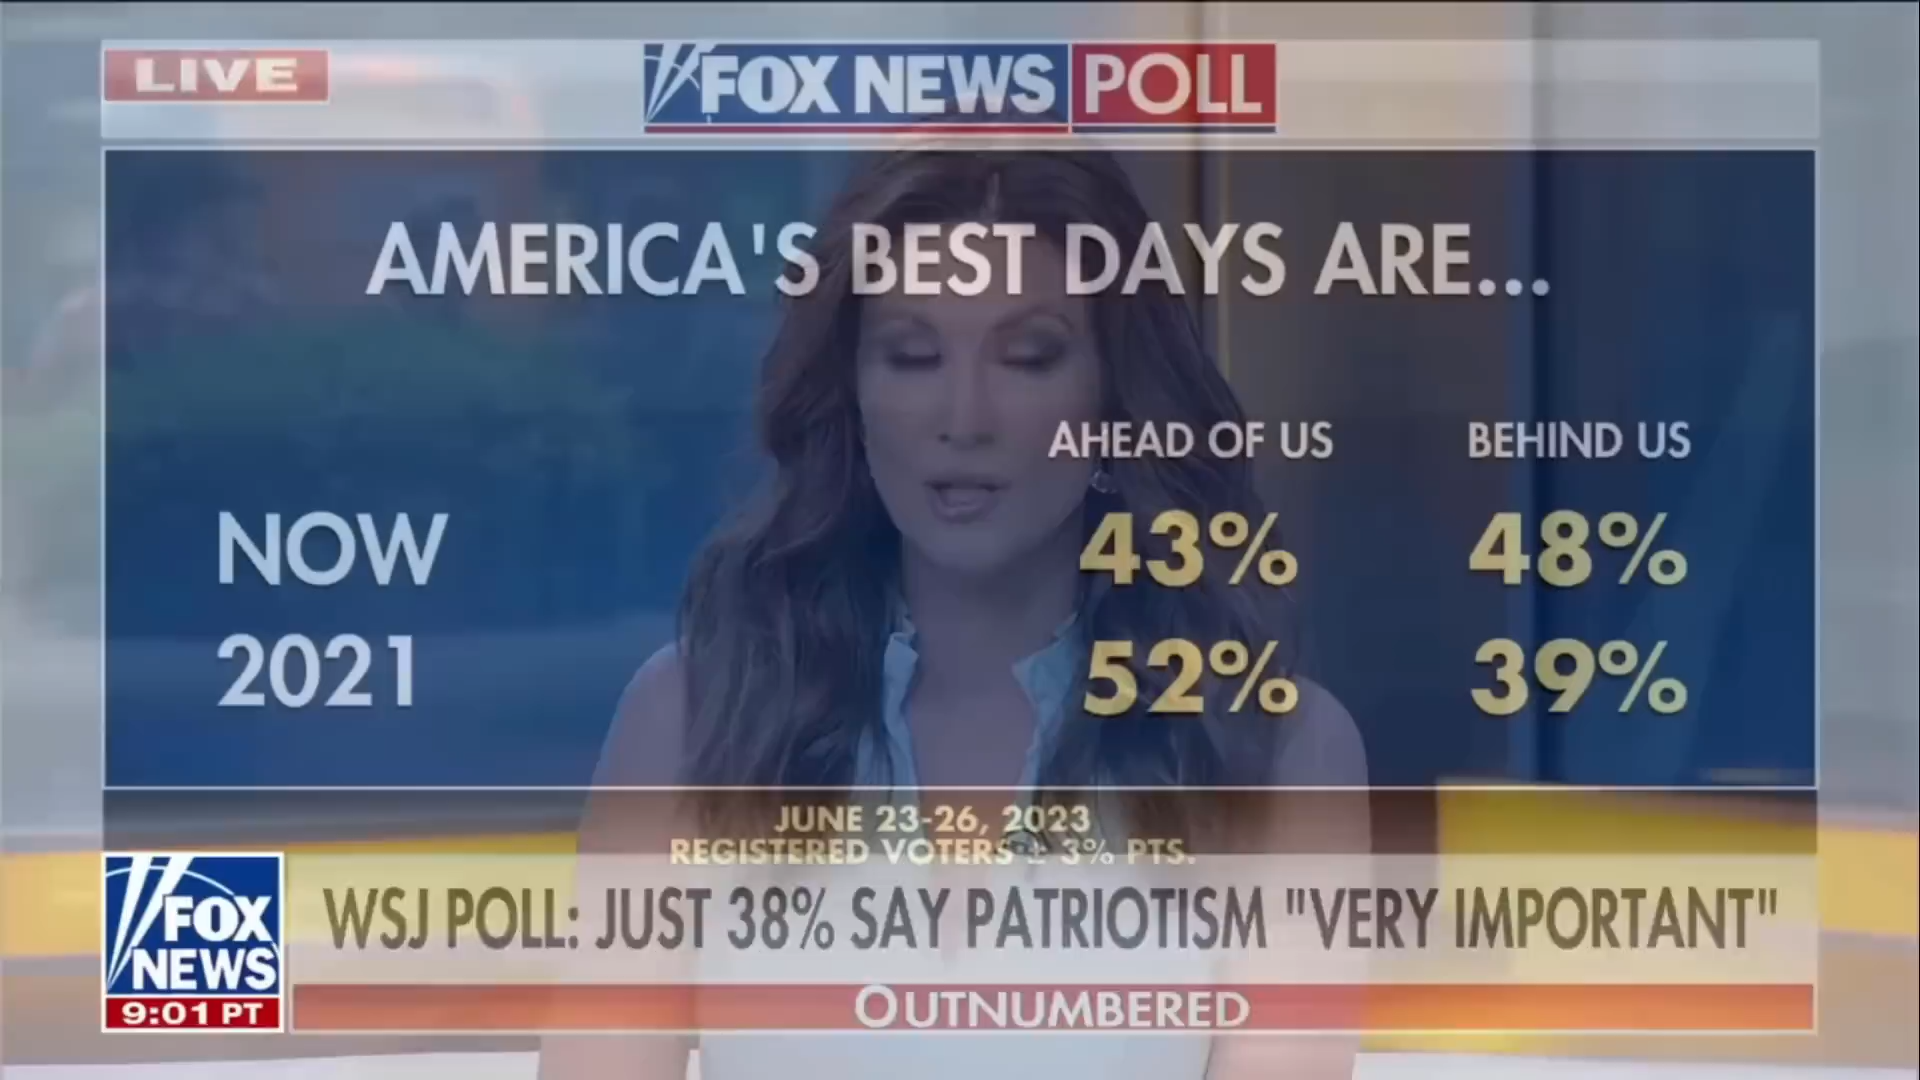 LIVE
FOX NEWS POLL
AMERICA'S BEST DAYS ARE...
AHEAD OF US BEHIND US
NOW 43% 48%
2021 52% 39%
JUNE 23-26, 2023
REGISTERED VOTERS ± 3% PTS.
FOX
NEWS
WSJ POLL: JUST 38% SAY PATRIOTISM "VERY IMPORTANT"
9:01 PT
OUTNUMBERED